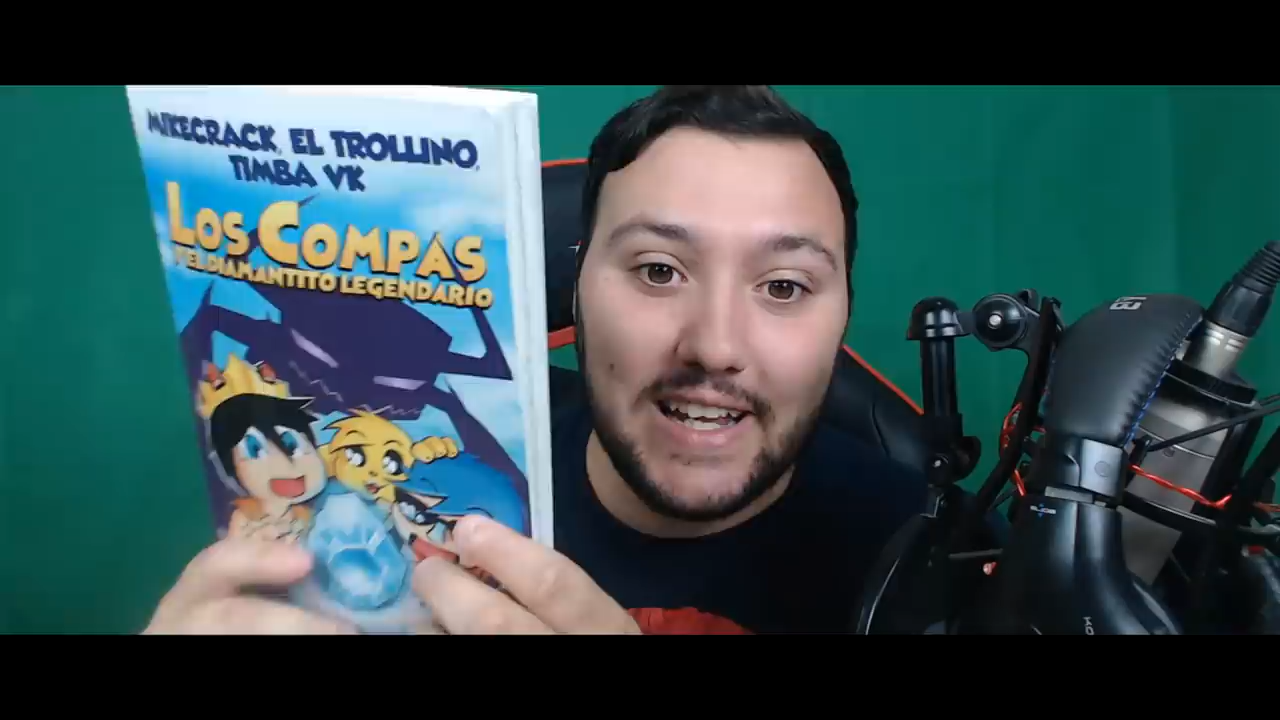 MIKECRACK, EL TROLLINO,
TIMBA VK
LOS COMPAS
Y EL DIAMANTITO LEGENDARIO